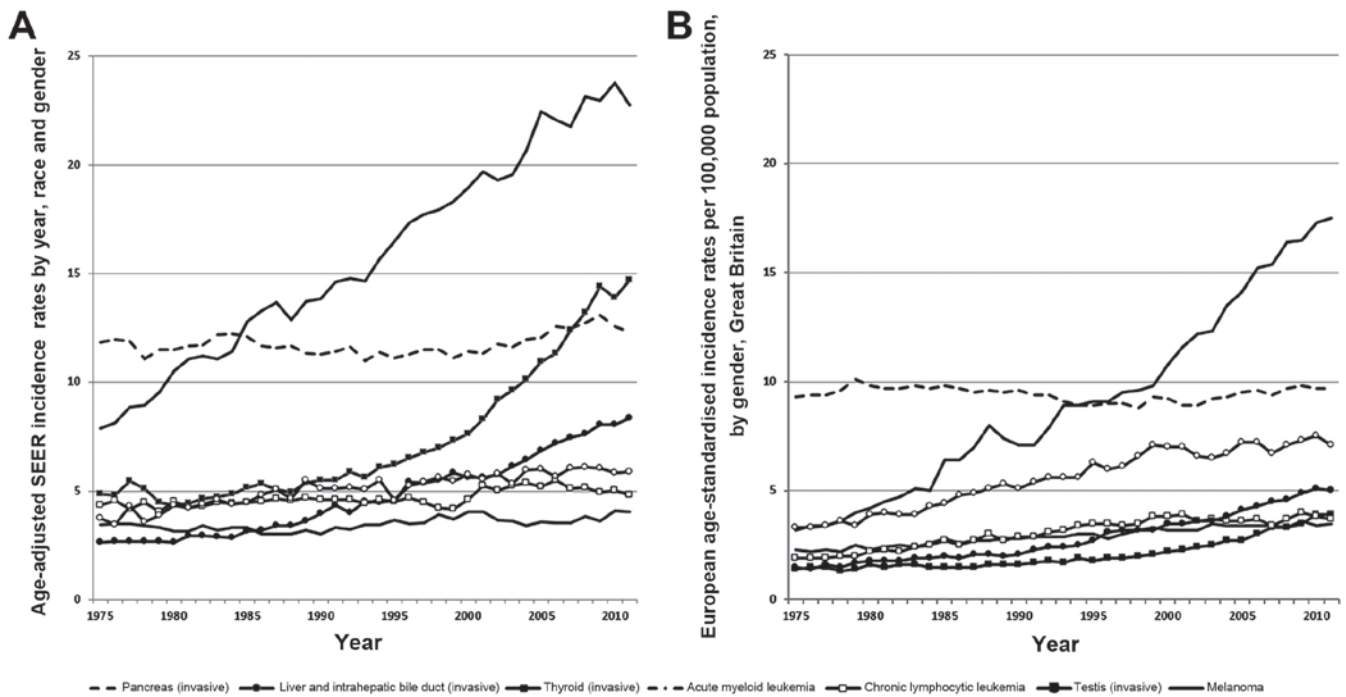 A
Age-adjusted SEER incidence rates by year, race and gender
25
20
15
10
5
0
1975 1980 1985 1990 1995 2000 2005 2010
Year
B
European age-standardised incidence rates per 100,000 population,
by gender, Great Britain
25
20
15
10
5
0
1975 1980 1985 1990 1995 2000 2005 2010
Year
Pancreas (invasive) Liver and intrahepatic bile duct (invasive) Thyroid (invasive) Acute myeloid leukemia Chronic lymphocytic leukemia Testis (invasive) Melanoma